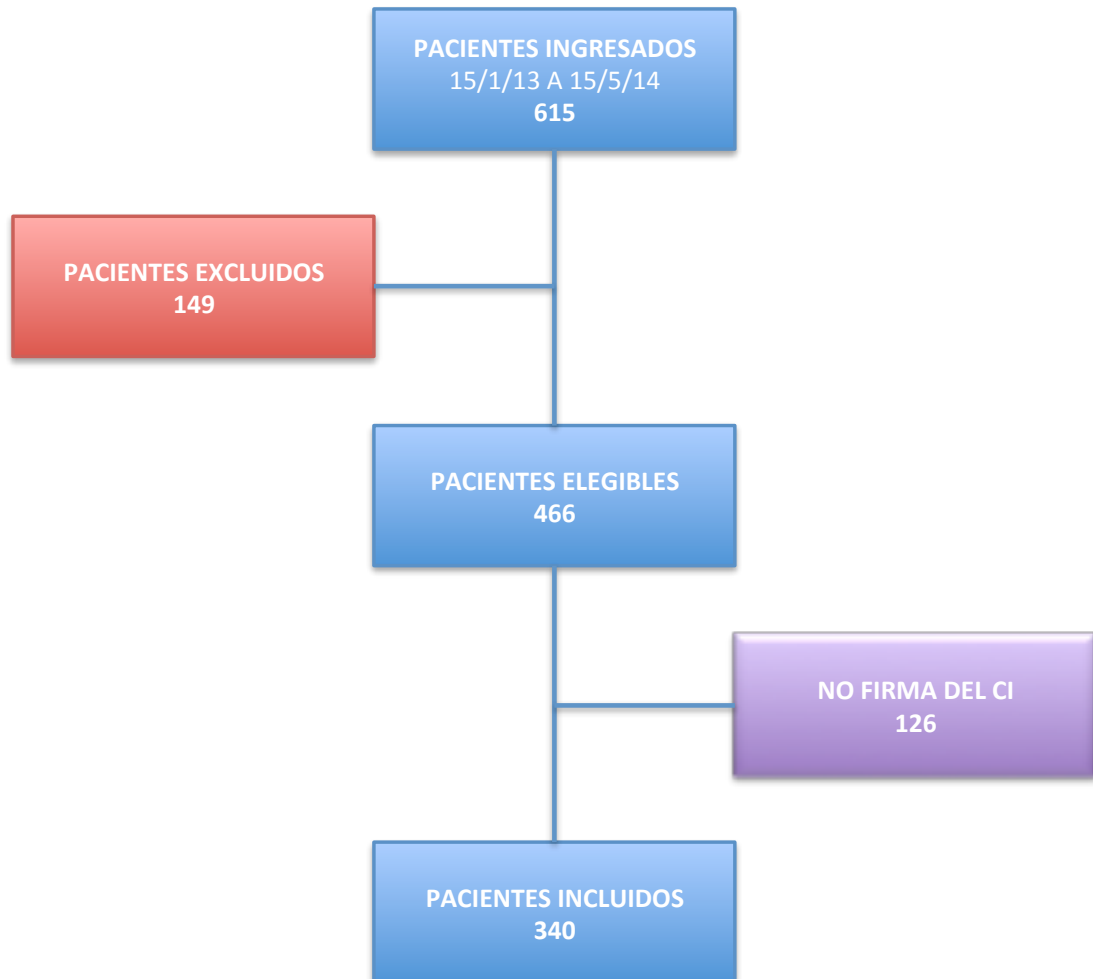 PACIENTES INGRESADOS
15/1/13 A 15/5/14
615
PACIENTES EXCLUIDOS
149
PACIENTES ELEGIBLES
466
NO FIRMA DEL CI
126
PACIENTES INCLUIDOS
340